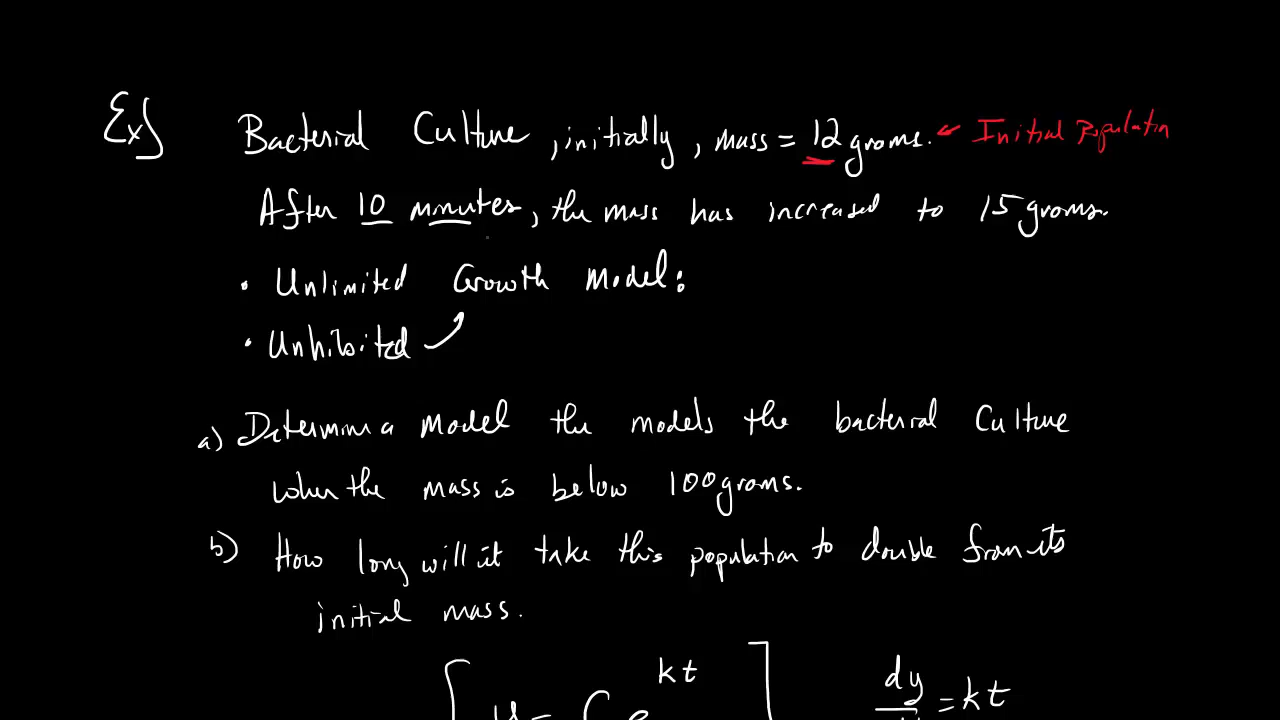 Ex)
Bacterial Culture, initially, mass = 12 grams. ← Initial Population
After 10 minutes, the mass has increased to 15 grams.
• Unlimited Growth Model:
• Unhibited
a) Determin a model the models the bacterial culture
when the mass is below 100 grams.
b) How long will it take this population to double from its
initial mass.
kt
y = Ce
dy
= kt